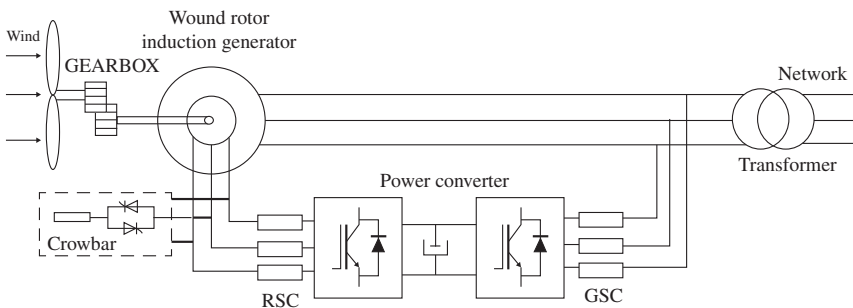 Wound rotor
induction generator
Wind
GEARBOX
Network
Transformer
Power converter
Crowbar
RSC
GSC